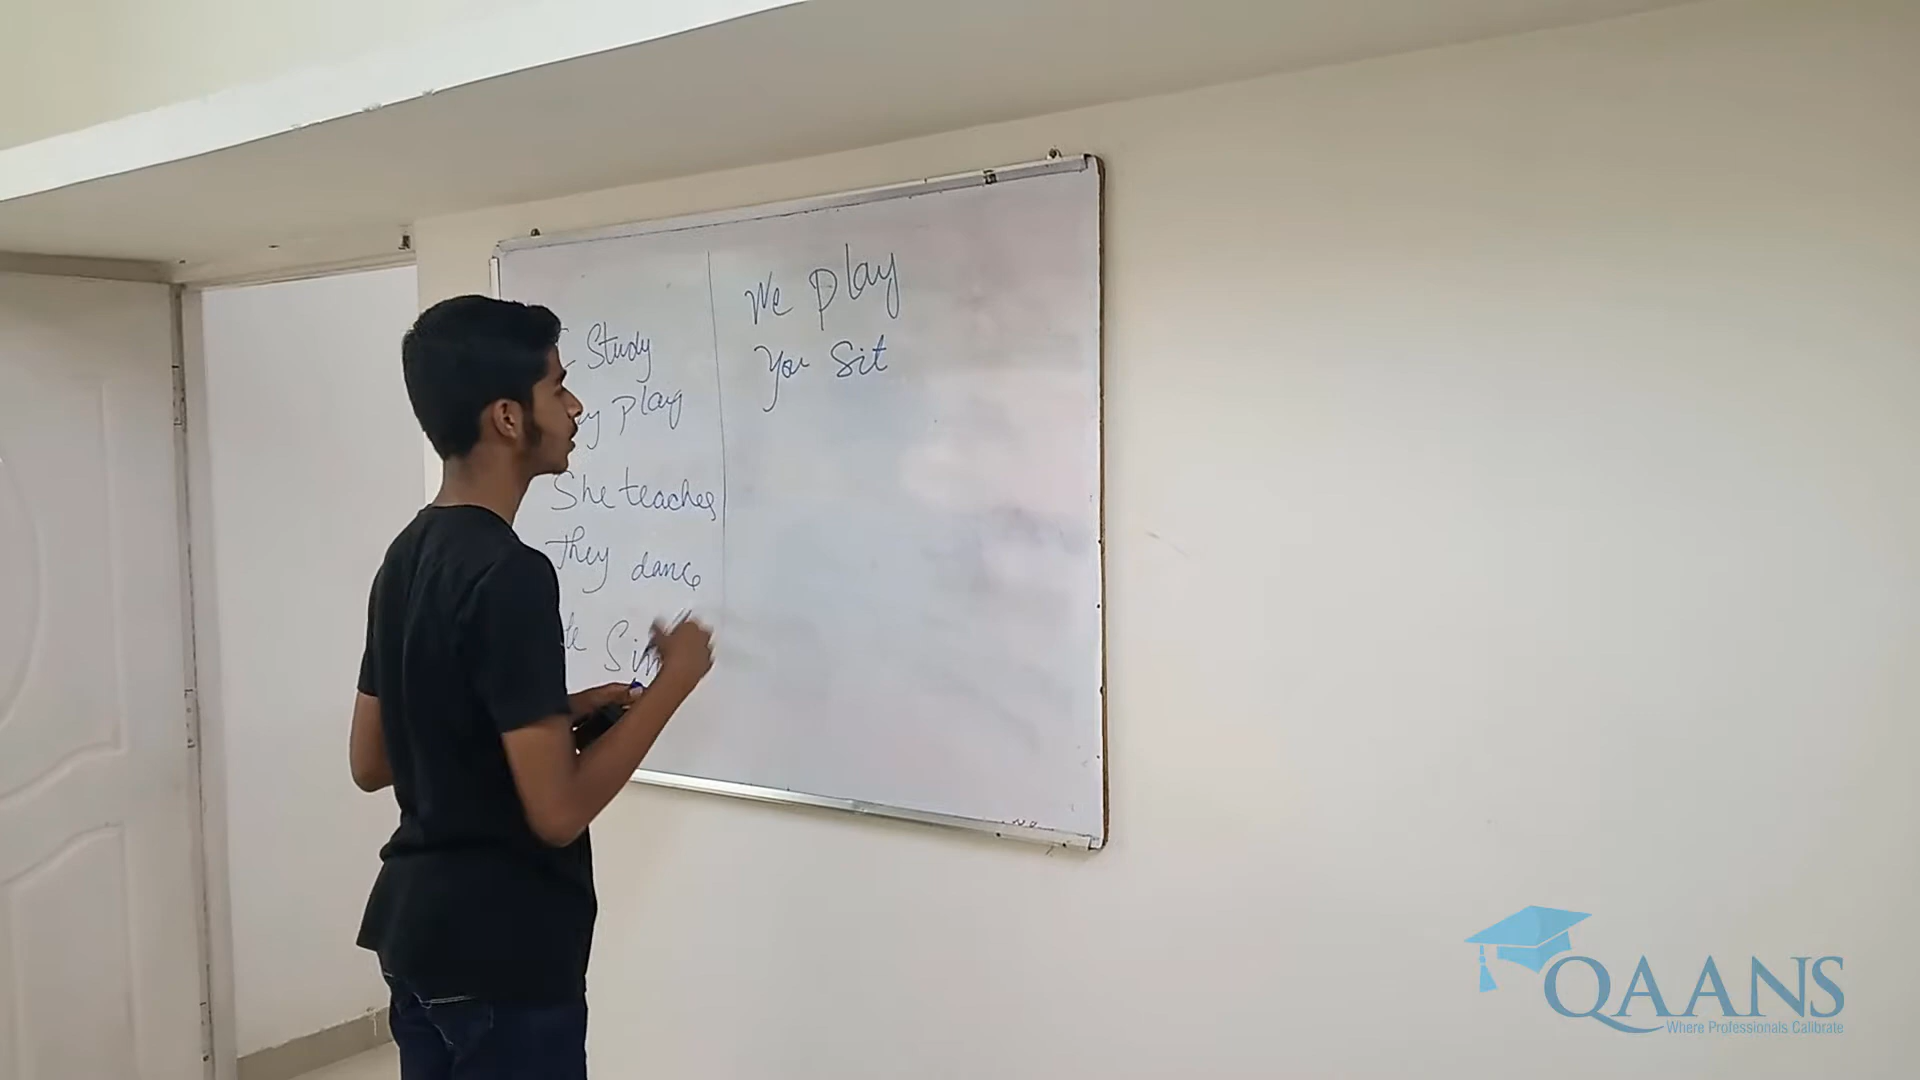 Study
Play
She teaches
They dance
We Play
You Sit
QAANS
Where Professionals Calibrate